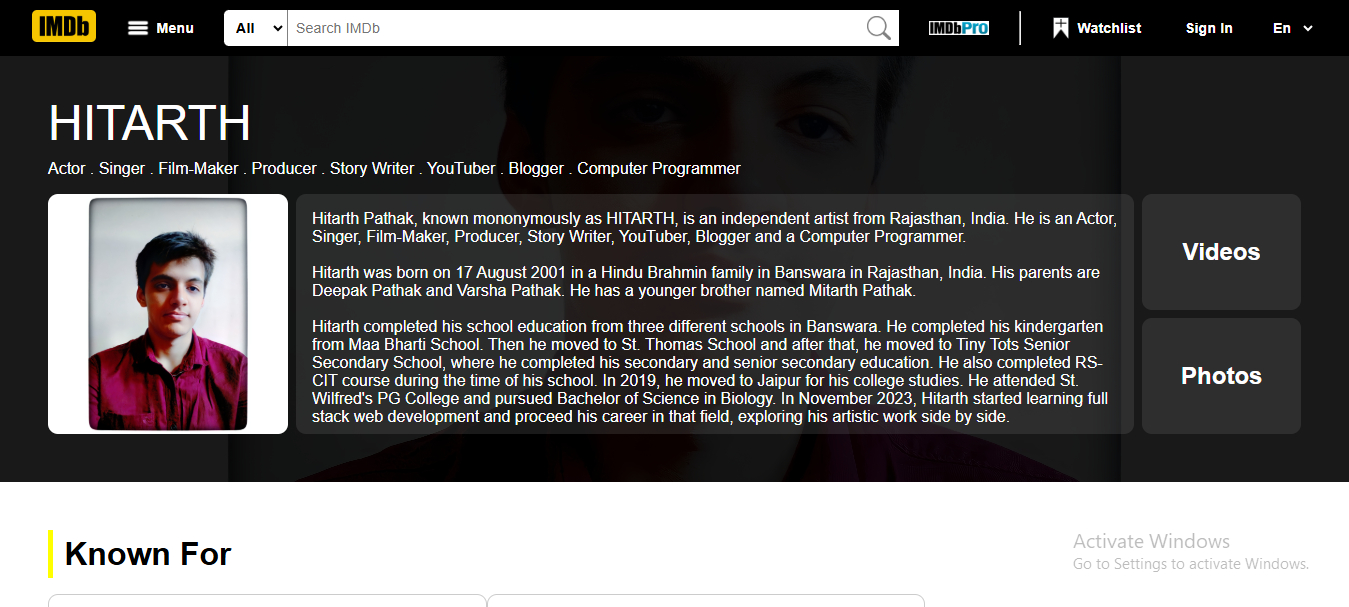 IMDb Menu All Search IMDb IMDbPro Watchlist Sign In En
HITARTH
Actor . Singer . Film-Maker . Producer . Story Writer . YouTuber . Blogger . Computer Programmer
Hitarth Pathak, known mononymously as HITARTH, is an independent artist from Rajasthan, India. He is an Actor,
Singer, Film-Maker, Producer, Story Writer, YouTuber, Blogger and a Computer Programmer.
Hitarth was born on 17 August 2001 in a Hindu Brahmin family in Banswara in Rajasthan, India. His parents are
Deepak Pathak and Varsha Pathak. He has a younger brother named Mitarth Pathak.
Hitarth completed his school education from three different schools in Banswara. He completed his kindergarten
from Maa Bharti School. Then he moved to St. Thomas School and after that, he moved to Tiny Tots Senior
Secondary School, where he completed his secondary and senior secondary education. He also completed RS-
CIT course during the time of his school. In 2019, he moved to Jaipur for his college studies. He attended St.
Wilfred's PG College and pursued Bachelor of Science in Biology. In November 2023, Hitarth started learning full
stack web development and proceed his career in that field, exploring his artistic work side by side.
Videos
Photos
Known For
Activate Windows
Go to Settings to activate Windows.